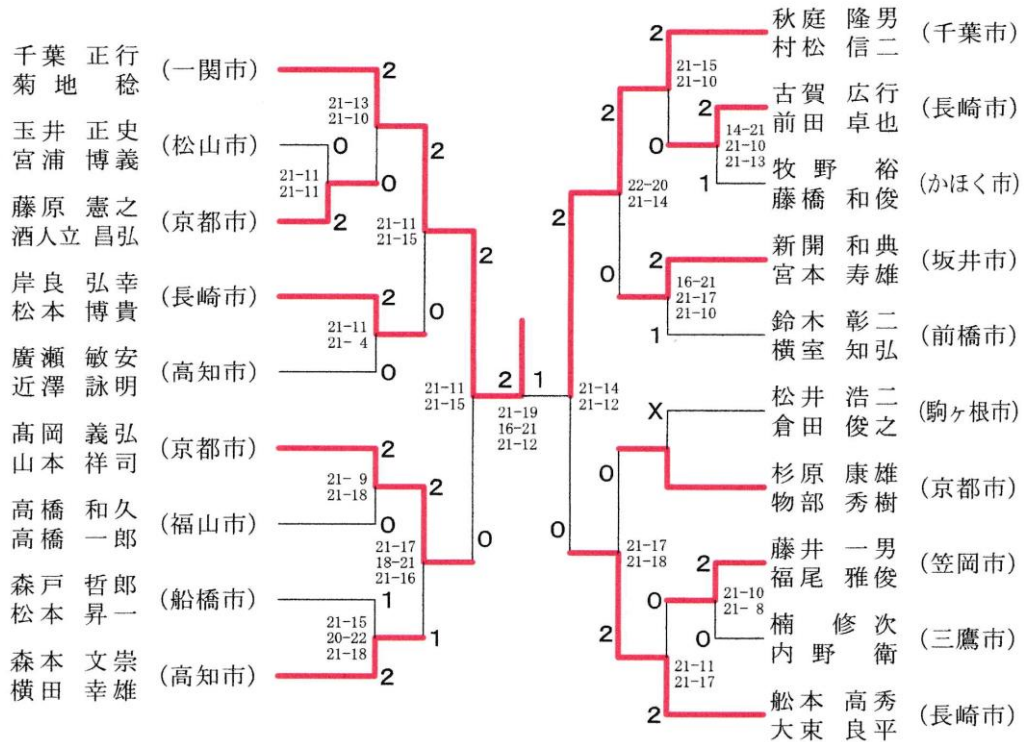 千葉 正行
菊地 稔
(一関市)
2
21-13
21-10
玉井 正史
宮浦 博義
(松山市)
0
21-11
21-11
0
2
藤原 憲之
酒人立 昌弘
(京都市)
2
21-11
21-15
2
岸良 弘幸
松本 博貴
(長崎市)
2
21-11
21- 4
0
廣瀬 敏安
近澤 詠明
(高知市)
0
21-11
21-15
髙岡 義弘
山本 祥司
(京都市)
2
21- 9
21-18
2
高橋 和久
高橋 一郎
(福山市)
0
21-17
18-21
21-16
0
森戸 哲郎
松本 昇一
(船橋市)
1
21-15
20-22
21-18
1
森本 文崇
横田 幸雄
(高知市)
2
2
1
21-19
16-21
21-12
秋庭 隆男
村松 信二
(千葉市)
2
21-15
21-10
2
古賀 広行
前田 卓也
(長崎市)
2
14-21
21-10
21-13
0
牧野 裕
藤橋 和俊
(かほく市)
1
22-20
21-14
2
新開 和典
宮本 寿雄
(坂井市)
2
16-21
21-17
21-10
0
鈴木 彰二
横室 知弘
(前橋市)
1
21-14
21-12
松井 浩二
倉田 俊之
(駒ヶ根市)
X
0
杉原 康雄
物部 秀樹
(京都市)
21-17
21-18
0
藤井 一男
福尾 雅俊
(笠岡市)
2
21-10
21- 8
0
楠 修次
内野 衛
(三鷹市)
0
2
21-11
21-17
舩本 高秀
大束 良平
(長崎市)
2